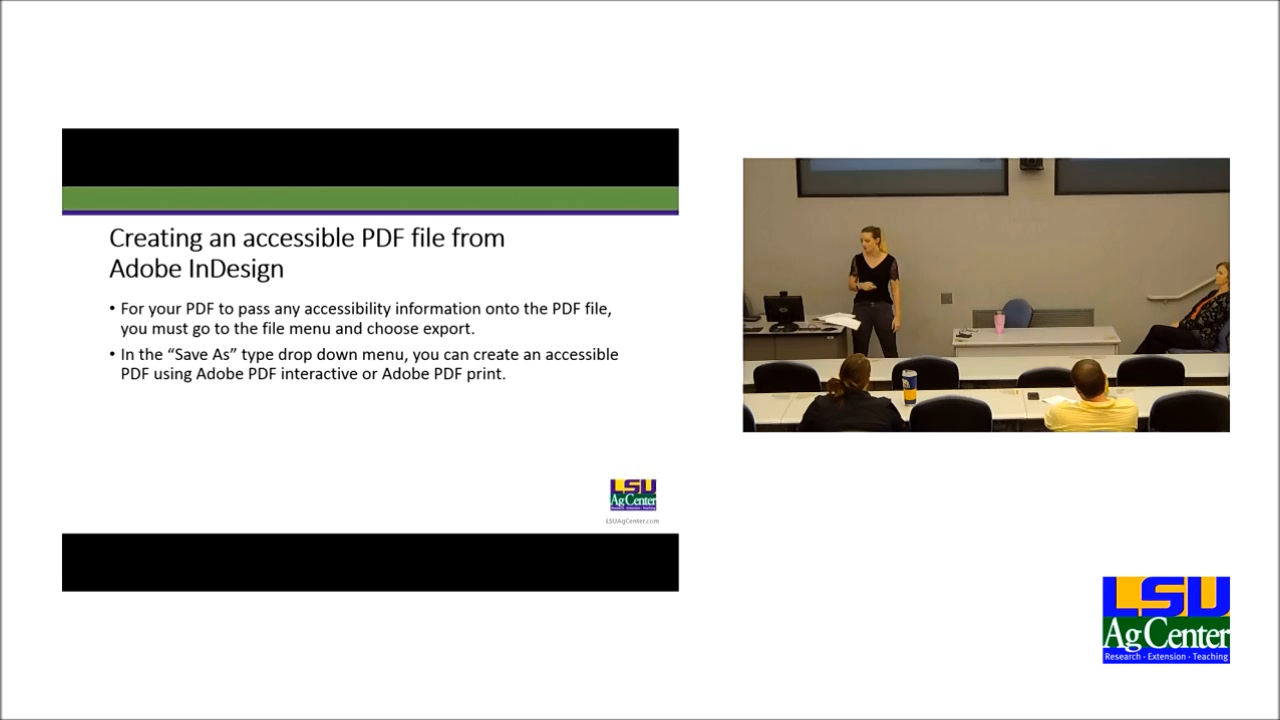 Creating an accessible PDF file from
Adobe InDesign
• For your PDF to pass any accessibility information onto the PDF file,
you must go to the file menu and choose export.
• In the “Save As” type drop down menu, you can create an accessible
PDF using Adobe PDF interactive or Adobe PDF print.
LSU
AgCenter
Research - Extension - Teaching
LSUAgCenter.com
LSU
AgCenter
Research - Extension - Teaching